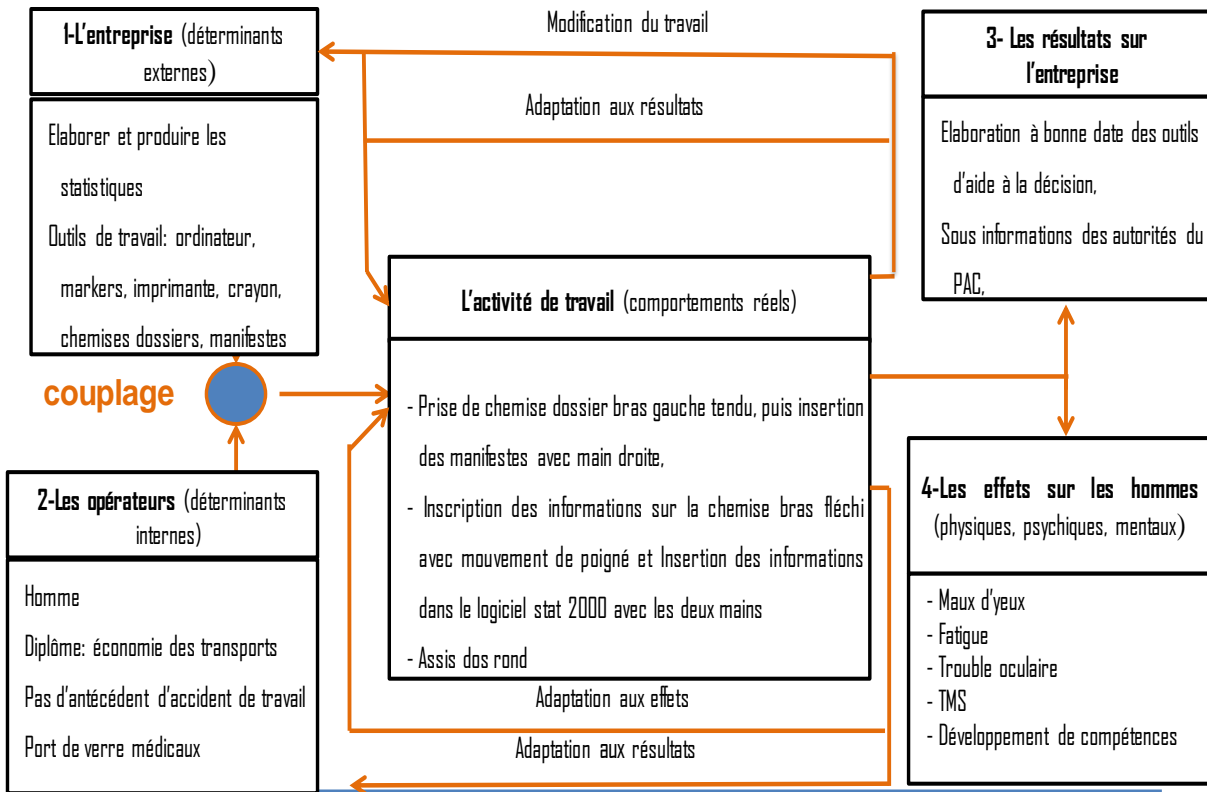 1-L'entreprise (déterminants
externes)
Elaborer et produire les
statistiques
Outils de travail: ordinateur,
markers, imprimante, crayon,
chemises dossiers, manifestes
couplage
2-Les opérateurs (déterminants
internes)
Homme
Diplôme: économie des transports
Pas d'antécédent d'accident de travail
Port de verre médicaux
Modification du travail
Adaptation aux résultats
L'activité de travail (comportements réels)
- Prise de chemise dossier bras gauche tendu, puis insertion
des manifestes avec main droite,
- Inscription des informations sur la chemise bras fléchi
avec mouvement de poigné et Insertion des informations
dans le logiciel stat 2000 avec les deux mains
- Assis dos rond
Adaptation aux effets
Adaptation aux résultats
3- Les résultats sur
l'entreprise
Elaboration à bonne date des outils
d'aide à la décision,
Sous informations des autorités du
PAC,
4-Les effets sur les hommes
(physiques, psychiques, mentaux)
- Maux d'yeux
- Fatigue
- Trouble oculaire
- TMS
- Développement de compétences